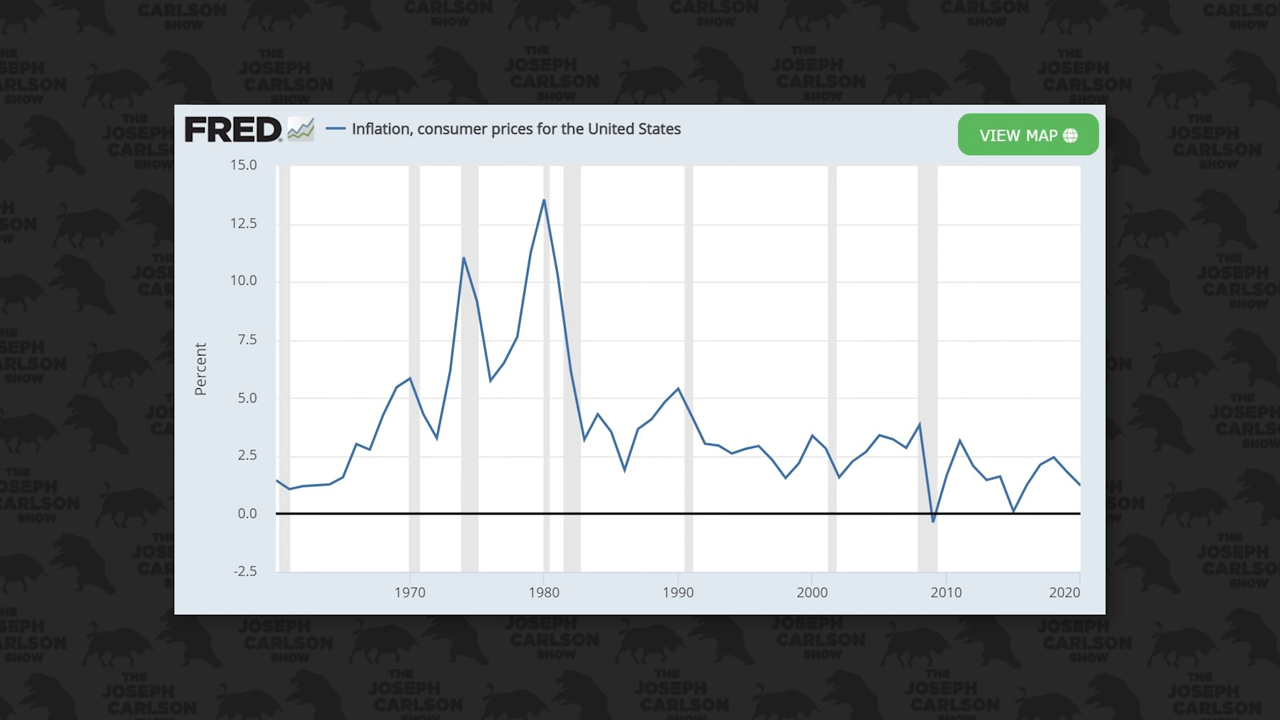 THE
JOSEPH
CARLSON
SHOW
FRED
Inflation, consumer prices for the United States
VIEW MAP
15.0
12.5
10.0
7.5
5.0
2.5
0.0
-2.5
Percent
1970
1980
1990
2000
2010
2020